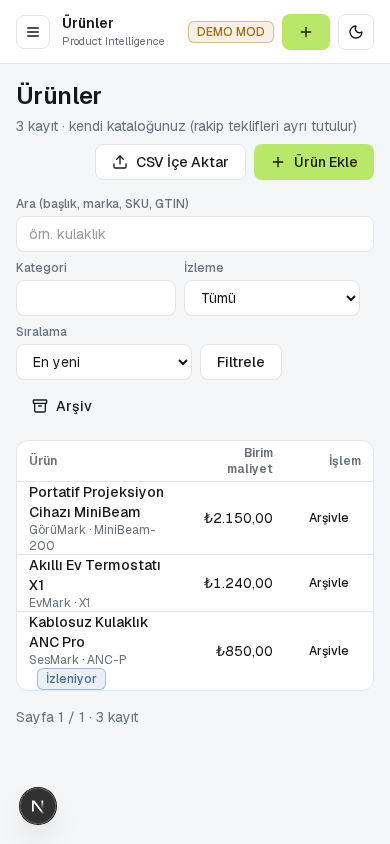 Ürünler
Product Intelligence
DEMO MOD
Ürünler
3 kayıt · kendi kataloğunuz (rakip teklifleri ayrı tutulur)
CSV İçe Aktar
Ürün Ekle
Ara (başlık, marka, SKU, GTIN)
örn. kulaklık
Kategori
İzleme
Tümü
Sıralama
En yeni
Filtrele
Arşiv
Ürün
Birim
maliyet
İşlem
Portatif Projeksiyon
Cihazı MiniBeam
GörüMark · MiniBeam-
200
₺2.150,00
Arşivle
Akıllı Ev Termostatı
X1
EvMark · X1
₺1.240,00
Arşivle
Kablosuz Kulaklık
ANC Pro
SesMark · ANC-P
İzleniyor
₺850,00
Arşivle
Sayfa 1 / 1 · 3 kayıt
N